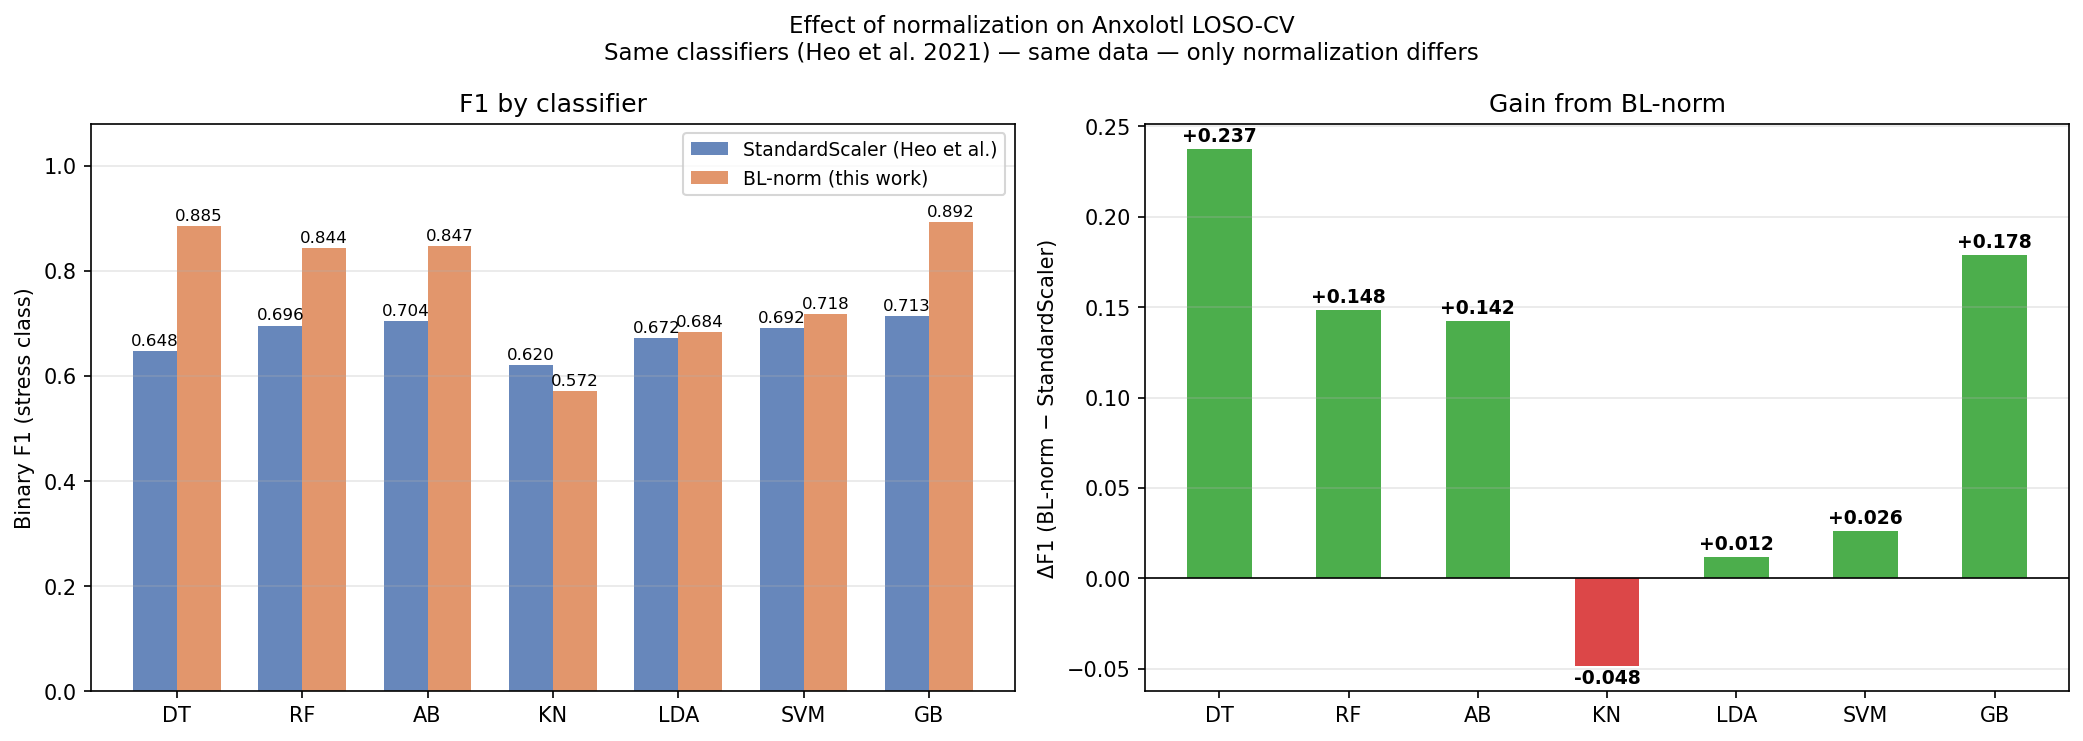 Effect of normalization on Anxolotl LOSO-CV
Same classifiers (Heo et al. 2021) — same data — only normalization differs
F1 by classifier
Binary F1 (stress class)
1.0
0.8
0.6
0.4
0.2
0.0
StandardScaler (Heo et al.)
BL-norm (this work)
0.648
0.885
0.696
0.844
0.704
0.847
0.620
0.572
0.672
0.684
0.692
0.718
0.713
0.892
DT
RF
AB
KN
LDA
SVM
GB
Gain from BL-norm
ΔF1 (BL-norm − StandardScaler)
0.25
0.20
0.15
0.10
0.05
0.00
−0.05
+0.237
+0.148
+0.142
-0.048
+0.012
+0.026
+0.178
DT
RF
AB
KN
LDA
SVM
GB